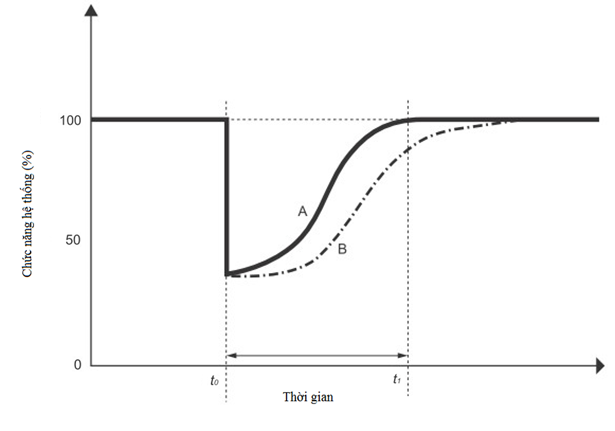 Chức năng hệ thống (%)
100
50
0
A
B
t0
t1
Thời gian